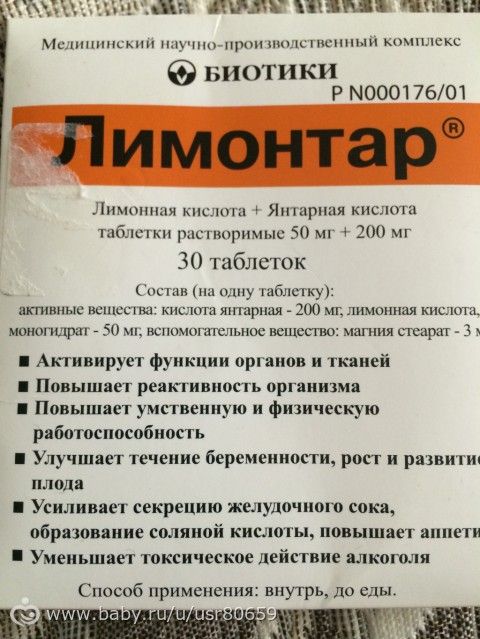 Медицинский научно-производственный комплекс
БИОТИКИ
Р N000176/01
Лимонтар®
Лимонная кислота + Янтарная кислота
таблетки растворимые 50 мг + 200 мг
30 таблеток
Состав (на одну таблетку):
активные вещества: кислота янтарная - 200 мг, лимонная кислота,
моногидрат - 50 мг, вспомогательное вещество: магния стеарат - 3 м
■ Активирует функции органов и тканей
■ Повышает реактивность организма
■ Повышает умственную и физическую
работоспособность
■ Улучшает течение беременности, рост и развитие
плода
■ Усиливает секрецию желудочного сока,
образование соляной кислоты, повышает аппети
■ Уменьшает токсическое действие алкоголя
Способ применения: внутрь, до еды.
www.baby.ru/u/usr80659